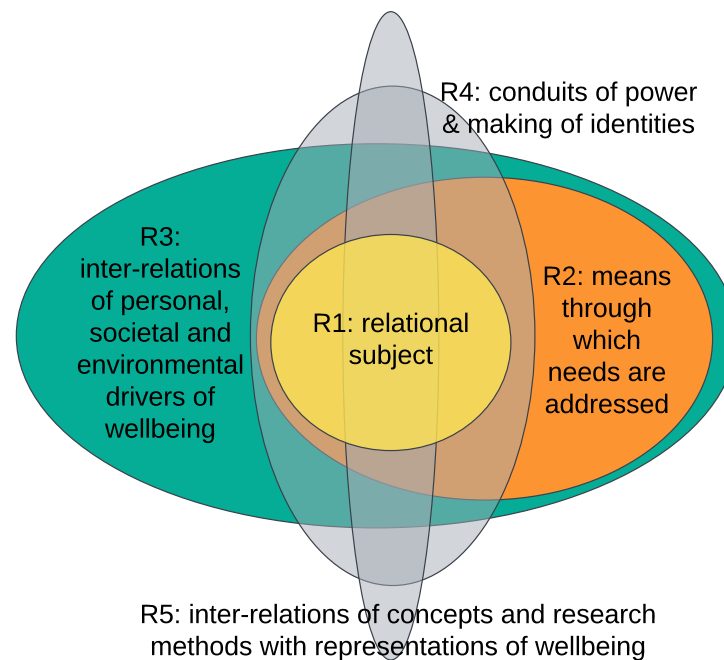 R4: conduits of power
& making of identities
R3:
inter-relations
of personal,
societal and
environmental
drivers of
wellbeing
R1: relational
subject
R2: means
through
which
needs are
addressed
R5: inter-relations of concepts and research
methods with representations of wellbeing